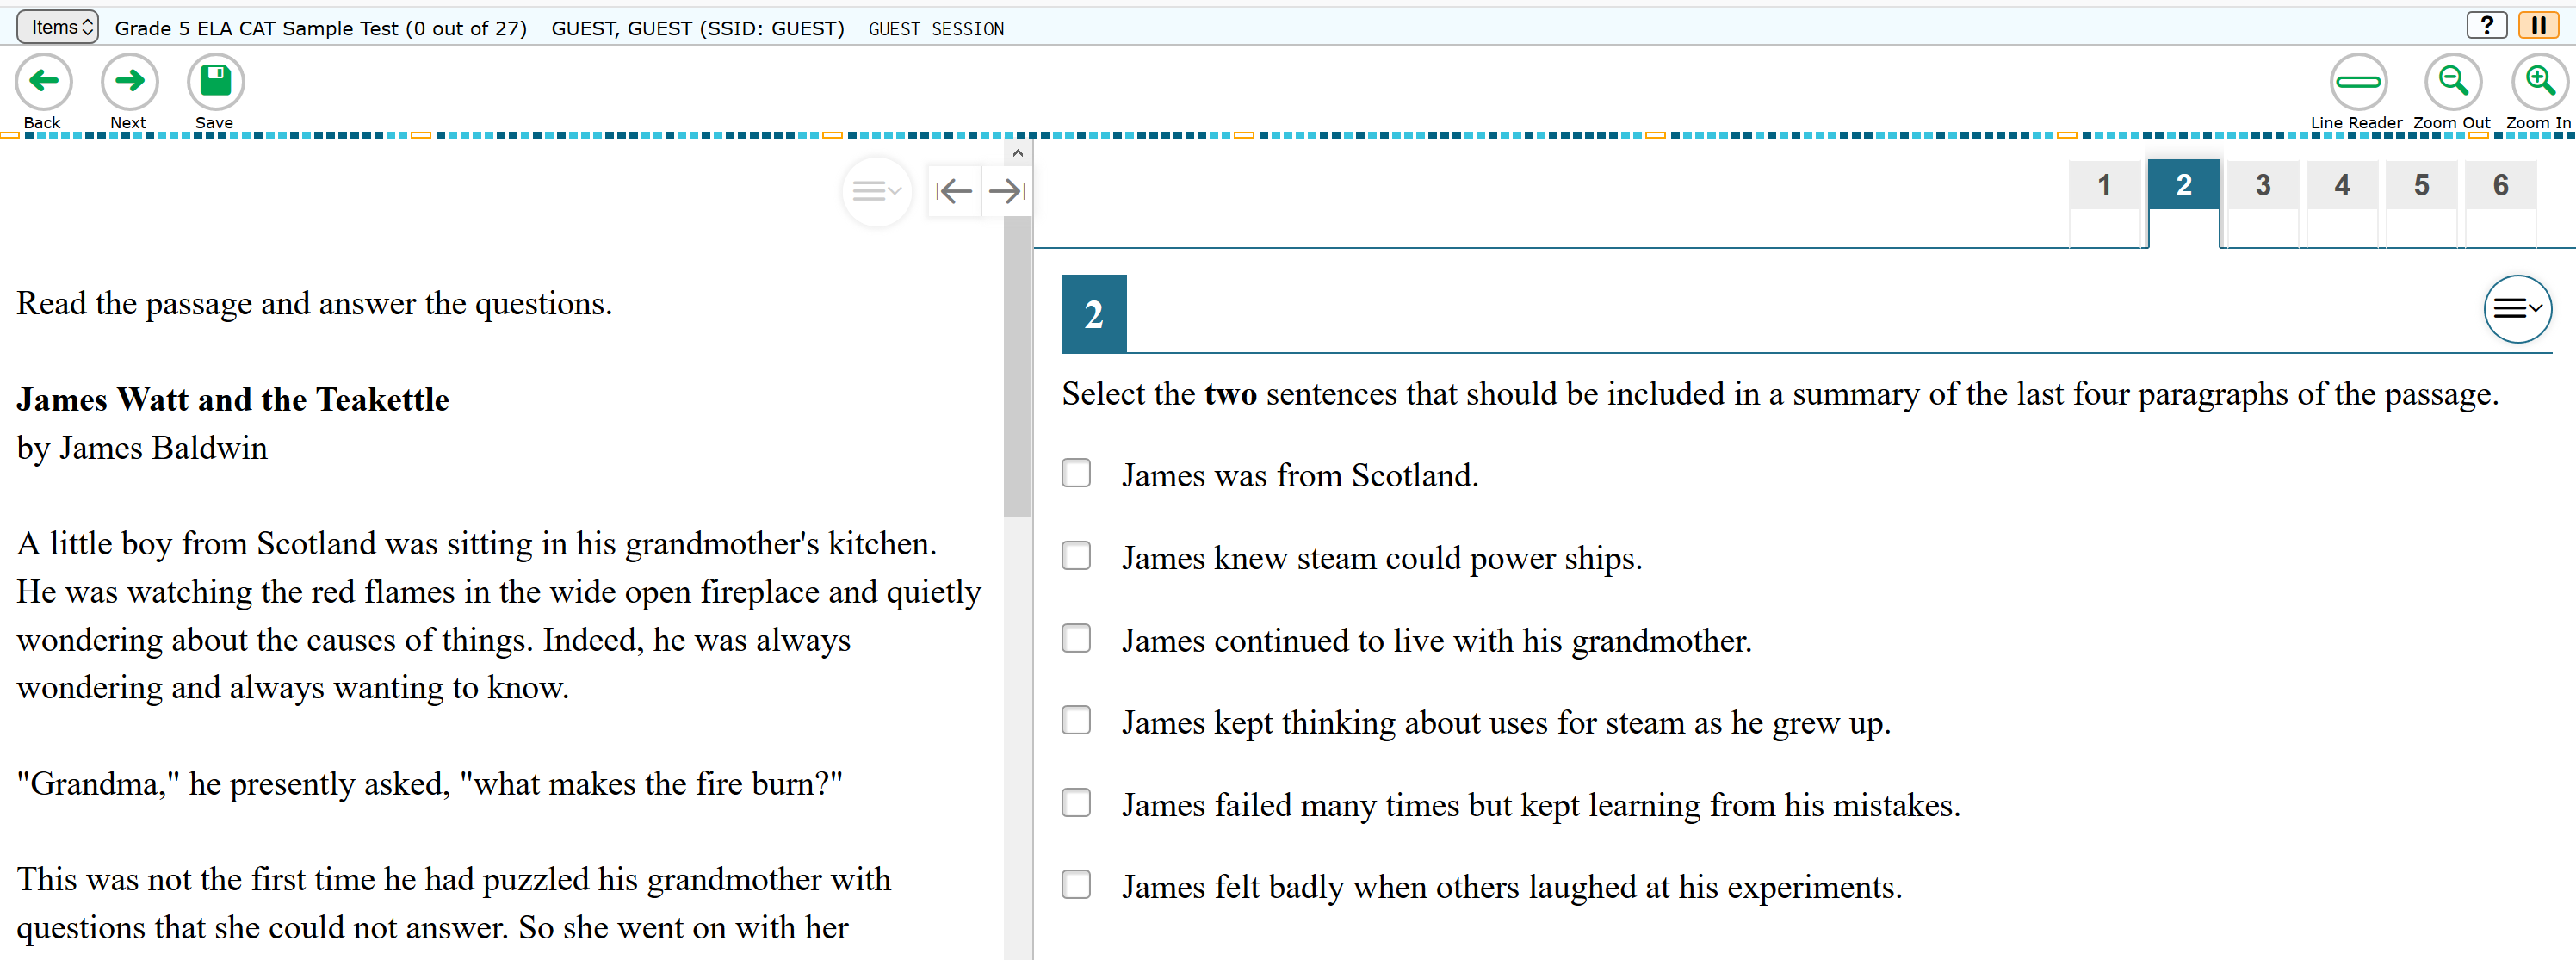 Items Grade 5 ELA CAT Sample Test (0 out of 27) GUEST, GUEST (SSID: GUEST) GUEST SESSION ?
Back Next Save Line Reader Zoom Out Zoom In
1 2 3 4 5 6
Read the passage and answer the questions.
James Watt and the Teakettle
by James Baldwin
A little boy from Scotland was sitting in his grandmother's kitchen.
He was watching the red flames in the wide open fireplace and quietly
wondering about the causes of things. Indeed, he was always
wondering and always wanting to know.
"Grandma," he presently asked, "what makes the fire burn?"
This was not the first time he had puzzled his grandmother with
questions that she could not answer. So she went on with her
2
Select the two sentences that should be included in a summary of the last four paragraphs of the passage.
James was from Scotland.
James knew steam could power ships.
James continued to live with his grandmother.
James kept thinking about uses for steam as he grew up.
James failed many times but kept learning from his mistakes.
James felt badly when others laughed at his experiments.